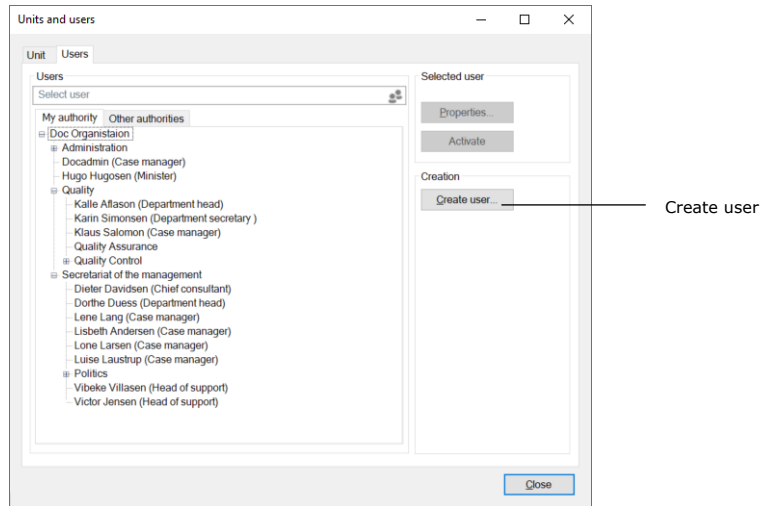 Units and users
Unit Users
Users
Select user
My authority Other authorities
Doc Organistaion
Administration
Docadmin (Case manager)
Hugo Hugosen (Minister)
Quality
Kalle Aflason (Department head)
Karin Simonsen (Department secretary )
Klaus Salomon (Case manager)
Quality Assurance
Quality Control
Secretariat of the management
Dieter Davidsen (Chief consultant)
Dorthe Duess (Department head)
Lene Lang (Case manager)
Lisbeth Andersen (Case manager)
Lone Larsen (Case manager)
Luise Laustrup (Case manager)
Politics
Vibeke Villasen (Head of support)
Victor Jensen (Head of support)
Selected user
Properties...
Activate
Creation
Create user...
Create user
Close